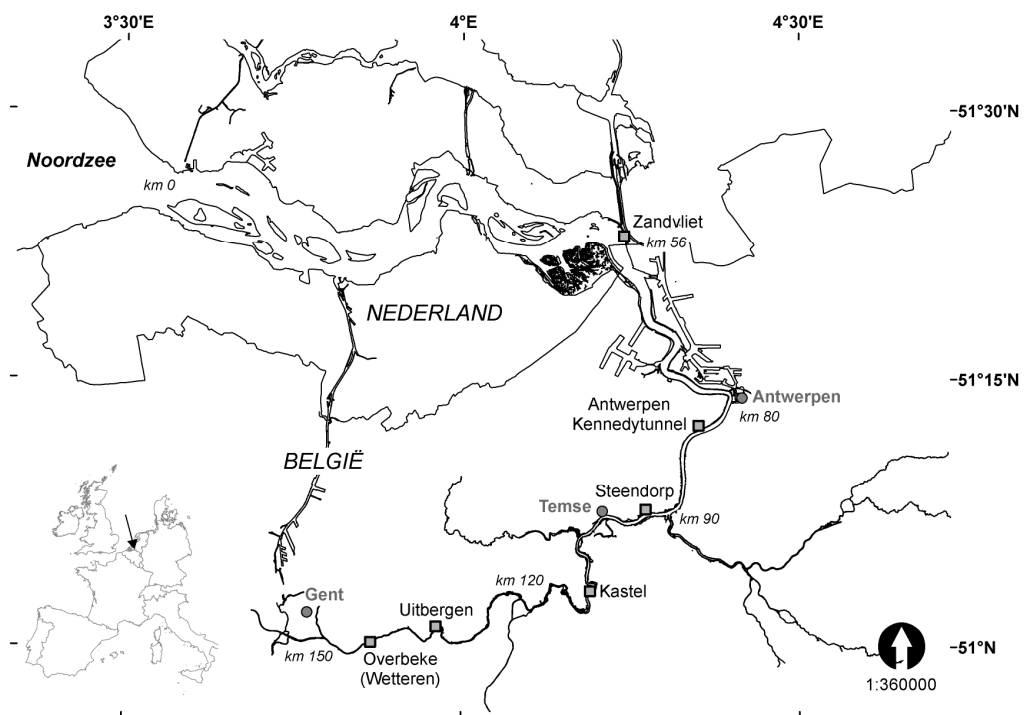 3°30'E
4°E
4°30'E
51°30'N
Noordzee
km 0
Zandvliet
km 56
NEDERLAND
51°15'N
Antwerpen
Antwerpen
Kennedytunnel
km 80
BELGIË
Steendorp
Temse
km 90
km 120
Kastel
Gent
Uitbergen
km 150
Overbeke
(Wetteren)
51°N
1:360000